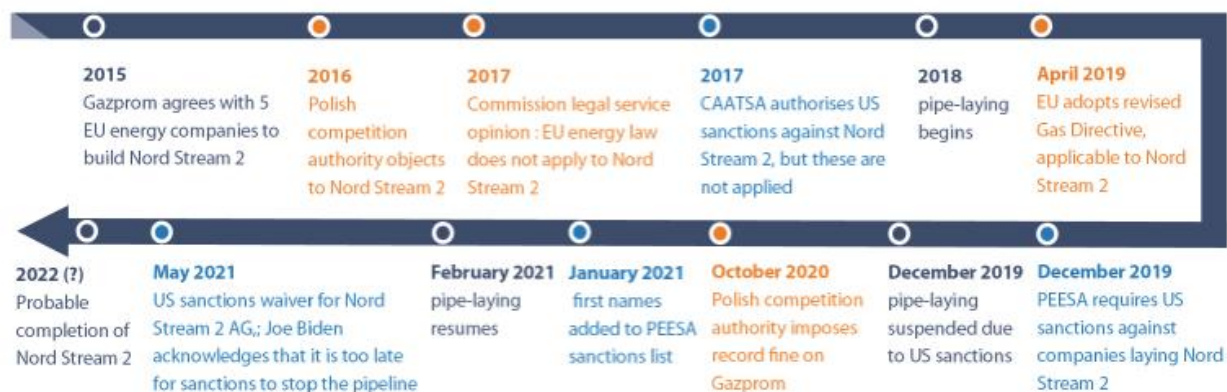 2015
Gazprom agrees with 5
EU energy companies to
build Nord Stream 2
2016
Polish
competition
authority objects
to Nord Stream 2
2017
Commission legal service
opinion : EU energy law
does not apply to Nord
Stream 2
2017
CAATSA authorises US
sanctions against Nord
Stream 2, but these are
not applied
2018
pipe-laying
begins
April 2019
EU adopts revised
Gas Directive,
applicable to Nord
Stream 2
December 2019
PEESA requires US
sanctions against
companies laying Nord
Stream 2
December 2019
pipe-laying
suspended due
to US sanctions
October 2020
Polish competition
authority imposes
record fine on
Gazprom
January 2021
first names
added to PEESA
sanctions list
February 2021
pipe-laying
resumes
May 2021
US sanctions waiver for Nord
Stream 2 AG,; Joe Biden
acknowledges that it is too late
for sanctions to stop the pipeline
2022 (?)
Probable
completion of
Nord Stream 2